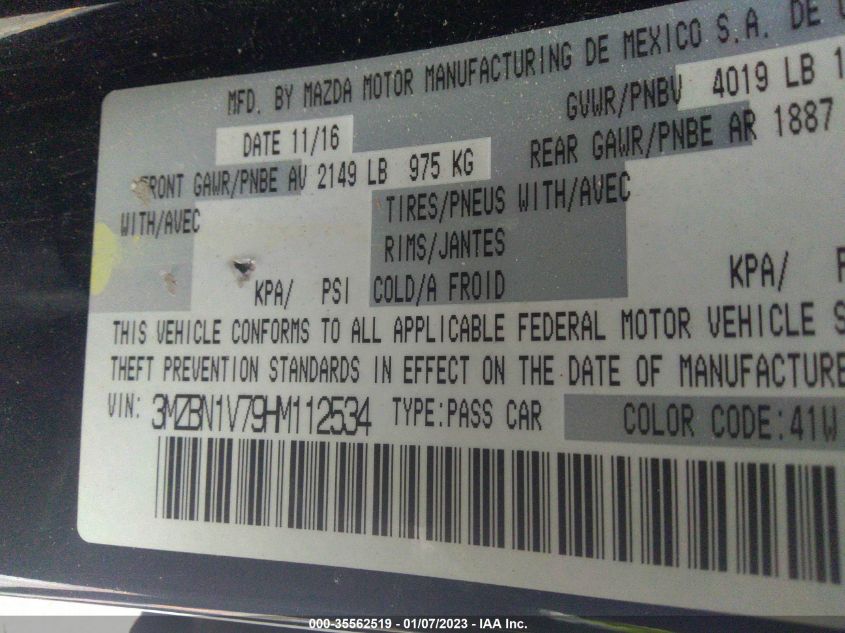 MFD. BY MAZDA MOTOR MANUFACTURING DE MEXICO S.A. DE
DATE 11/16
GVWR/PNBV 4019 LB
FRONT GAWR/PNBE AV 2149 LB 975 KG
REAR GAWR/PNBE AR 1887
WITH/AVEC
TIRES/PNEUS WITH/AVEC
RIMS/JANTES
KPA/ PSI COLD/A FROID
KPA/
THIS VEHICLE CONFORMS TO ALL APPLICABLE FEDERAL MOTOR VEHICLE
THEFT PREVENTION STANDARDS IN EFFECT ON THE DATE OF MANUFACTURE
VIN: 3MZBN1V79HM112534 TYPE:PASS CAR COLOR CODE:41W
000-35562519 - 01/07/2023 - © IAA Inc.